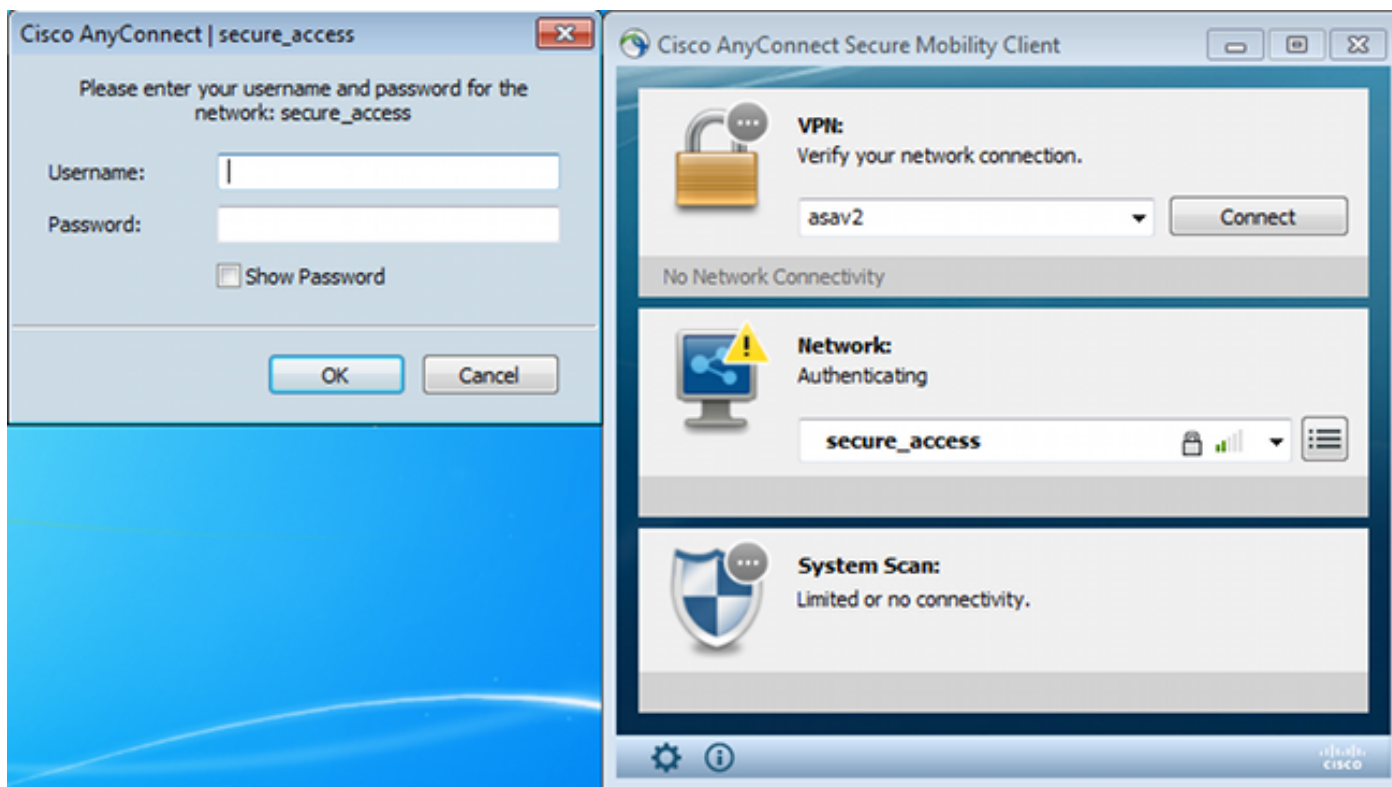 Cisco AnyConnect | secure_access
Please enter your username and password for the
network: secure_access
Username:
Password:
Show Password
OK
Cancel
Cisco AnyConnect Secure Mobility Client
VPN:
Verify your network connection.
asav2
Connect
No Network Connectivity
Network:
Authenticating
secure_access
System Scan:
Limited or no connectivity.
CISCO